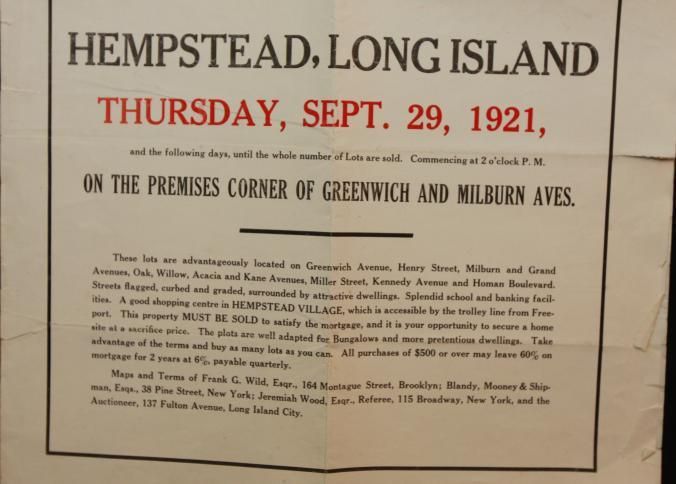 HEMPSTEAD, LONG ISLAND
THURSDAY, SEPT. 29, 1921,
and the following days, until the whole number of Lots are sold. Commencing at 2 o'clock P. M.
ON THE PREMISES CORNER OF GREENWICH AND MILBURN AVES.
These lots are advantageously located on Greenwich Avenue, Henry Street, Milburn and Grand
Avenues, Oak, Willow, Acacia and Kane Avenues, Miller Street, Kennedy Avenue and Homan Boulevard.
Streets flagged, curbed and graded, surrounded by attractive dwellings. Splendid school and banking facil-
ities. A good shopping centre in HEMPSTEAD VILLAGE, which is accessible by the trolley line from Free-
port. This property MUST BE SOLD to satisfy the mortgage, and it is your opportunity to secure a home
site at a sacrifice price. The plots are well adapted for Bungalows and more pretentious dwellings. Take
advantage of the terms and buy as many lots as you can. All purchases of $500 or over may leave 60% on
mortgage for 2 years at 6%, payable quarterly.
Maps and Terms of Frank G. Wild, Esqr., 164 Montague Street, Brooklyn; Blandy, Mooney & Ship-
man, Esqs., 38 Pine Street, New York; Jeremiah Wood, Esqr., Referee, 115 Broadway, New York, and the
Auctioneer, 137 Fulton Avenue, Long Island City.